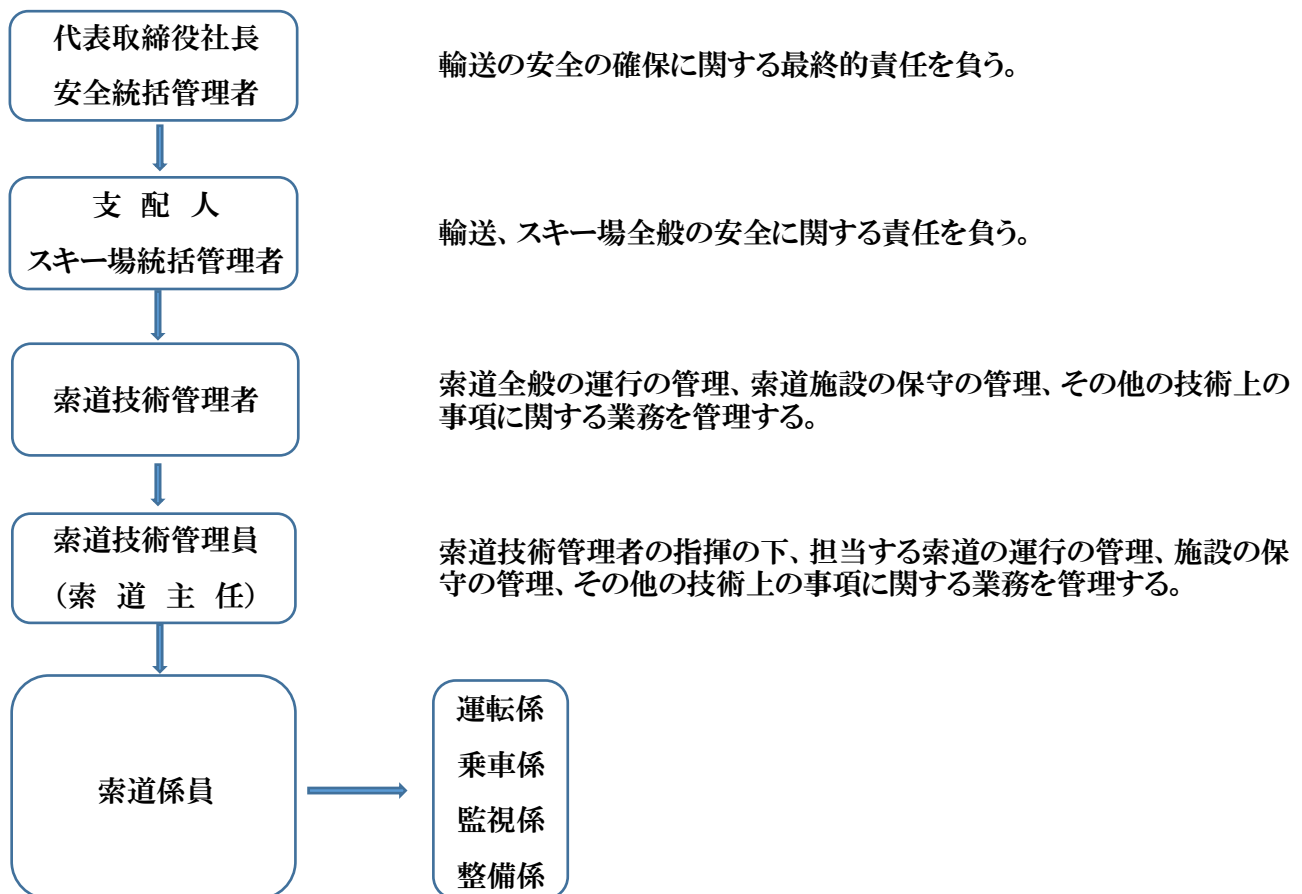 代表取締役社長
安全統括管理者
輸送の安全の確保に関する最終的責任を負う。
支 配 人
スキー場統括管理者
輸送、スキー場全般の安全に関する責任を負う。
索道技術管理者
索道全般の運行の管理、索道施設の保守の管理、その他の技術上の
事項に関する業務を管理する。
索道技術管理員
(索 道 主 任)
索道技術管理者の指揮の下、担当する索道の運行の管理、施設の保
守の管理、その他の技術上の事項に関する業務を管理する。
索道係員
運転係
乗車係
監視係
整備係